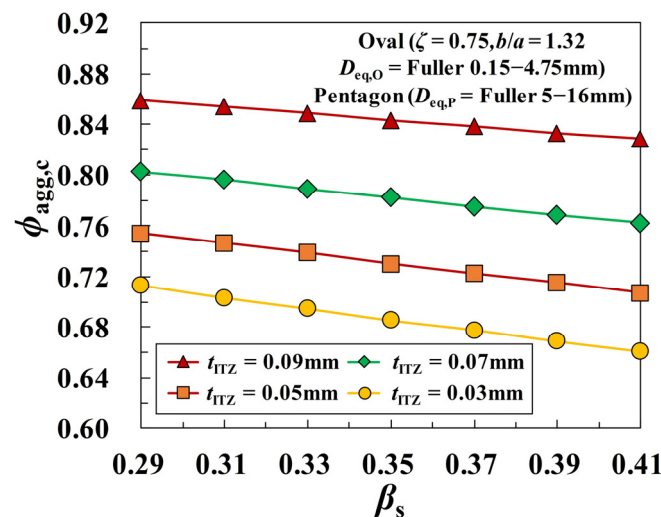 0.92
0.88
0.84
0.80
0.76
0.72
0.68
0.64
0.60
ϕagg,c
Oval (ζ = 0.75,b/a = 1.32
Deq,O = Fuller 0.15−4.75mm)
Pentagon (Deq,P = Fuller 5−16mm)
tITZ = 0.09mm tITZ = 0.07mm
tITZ = 0.05mm tITZ = 0.03mm
0.29 0.31 0.33 0.35 0.37 0.39 0.41
βs